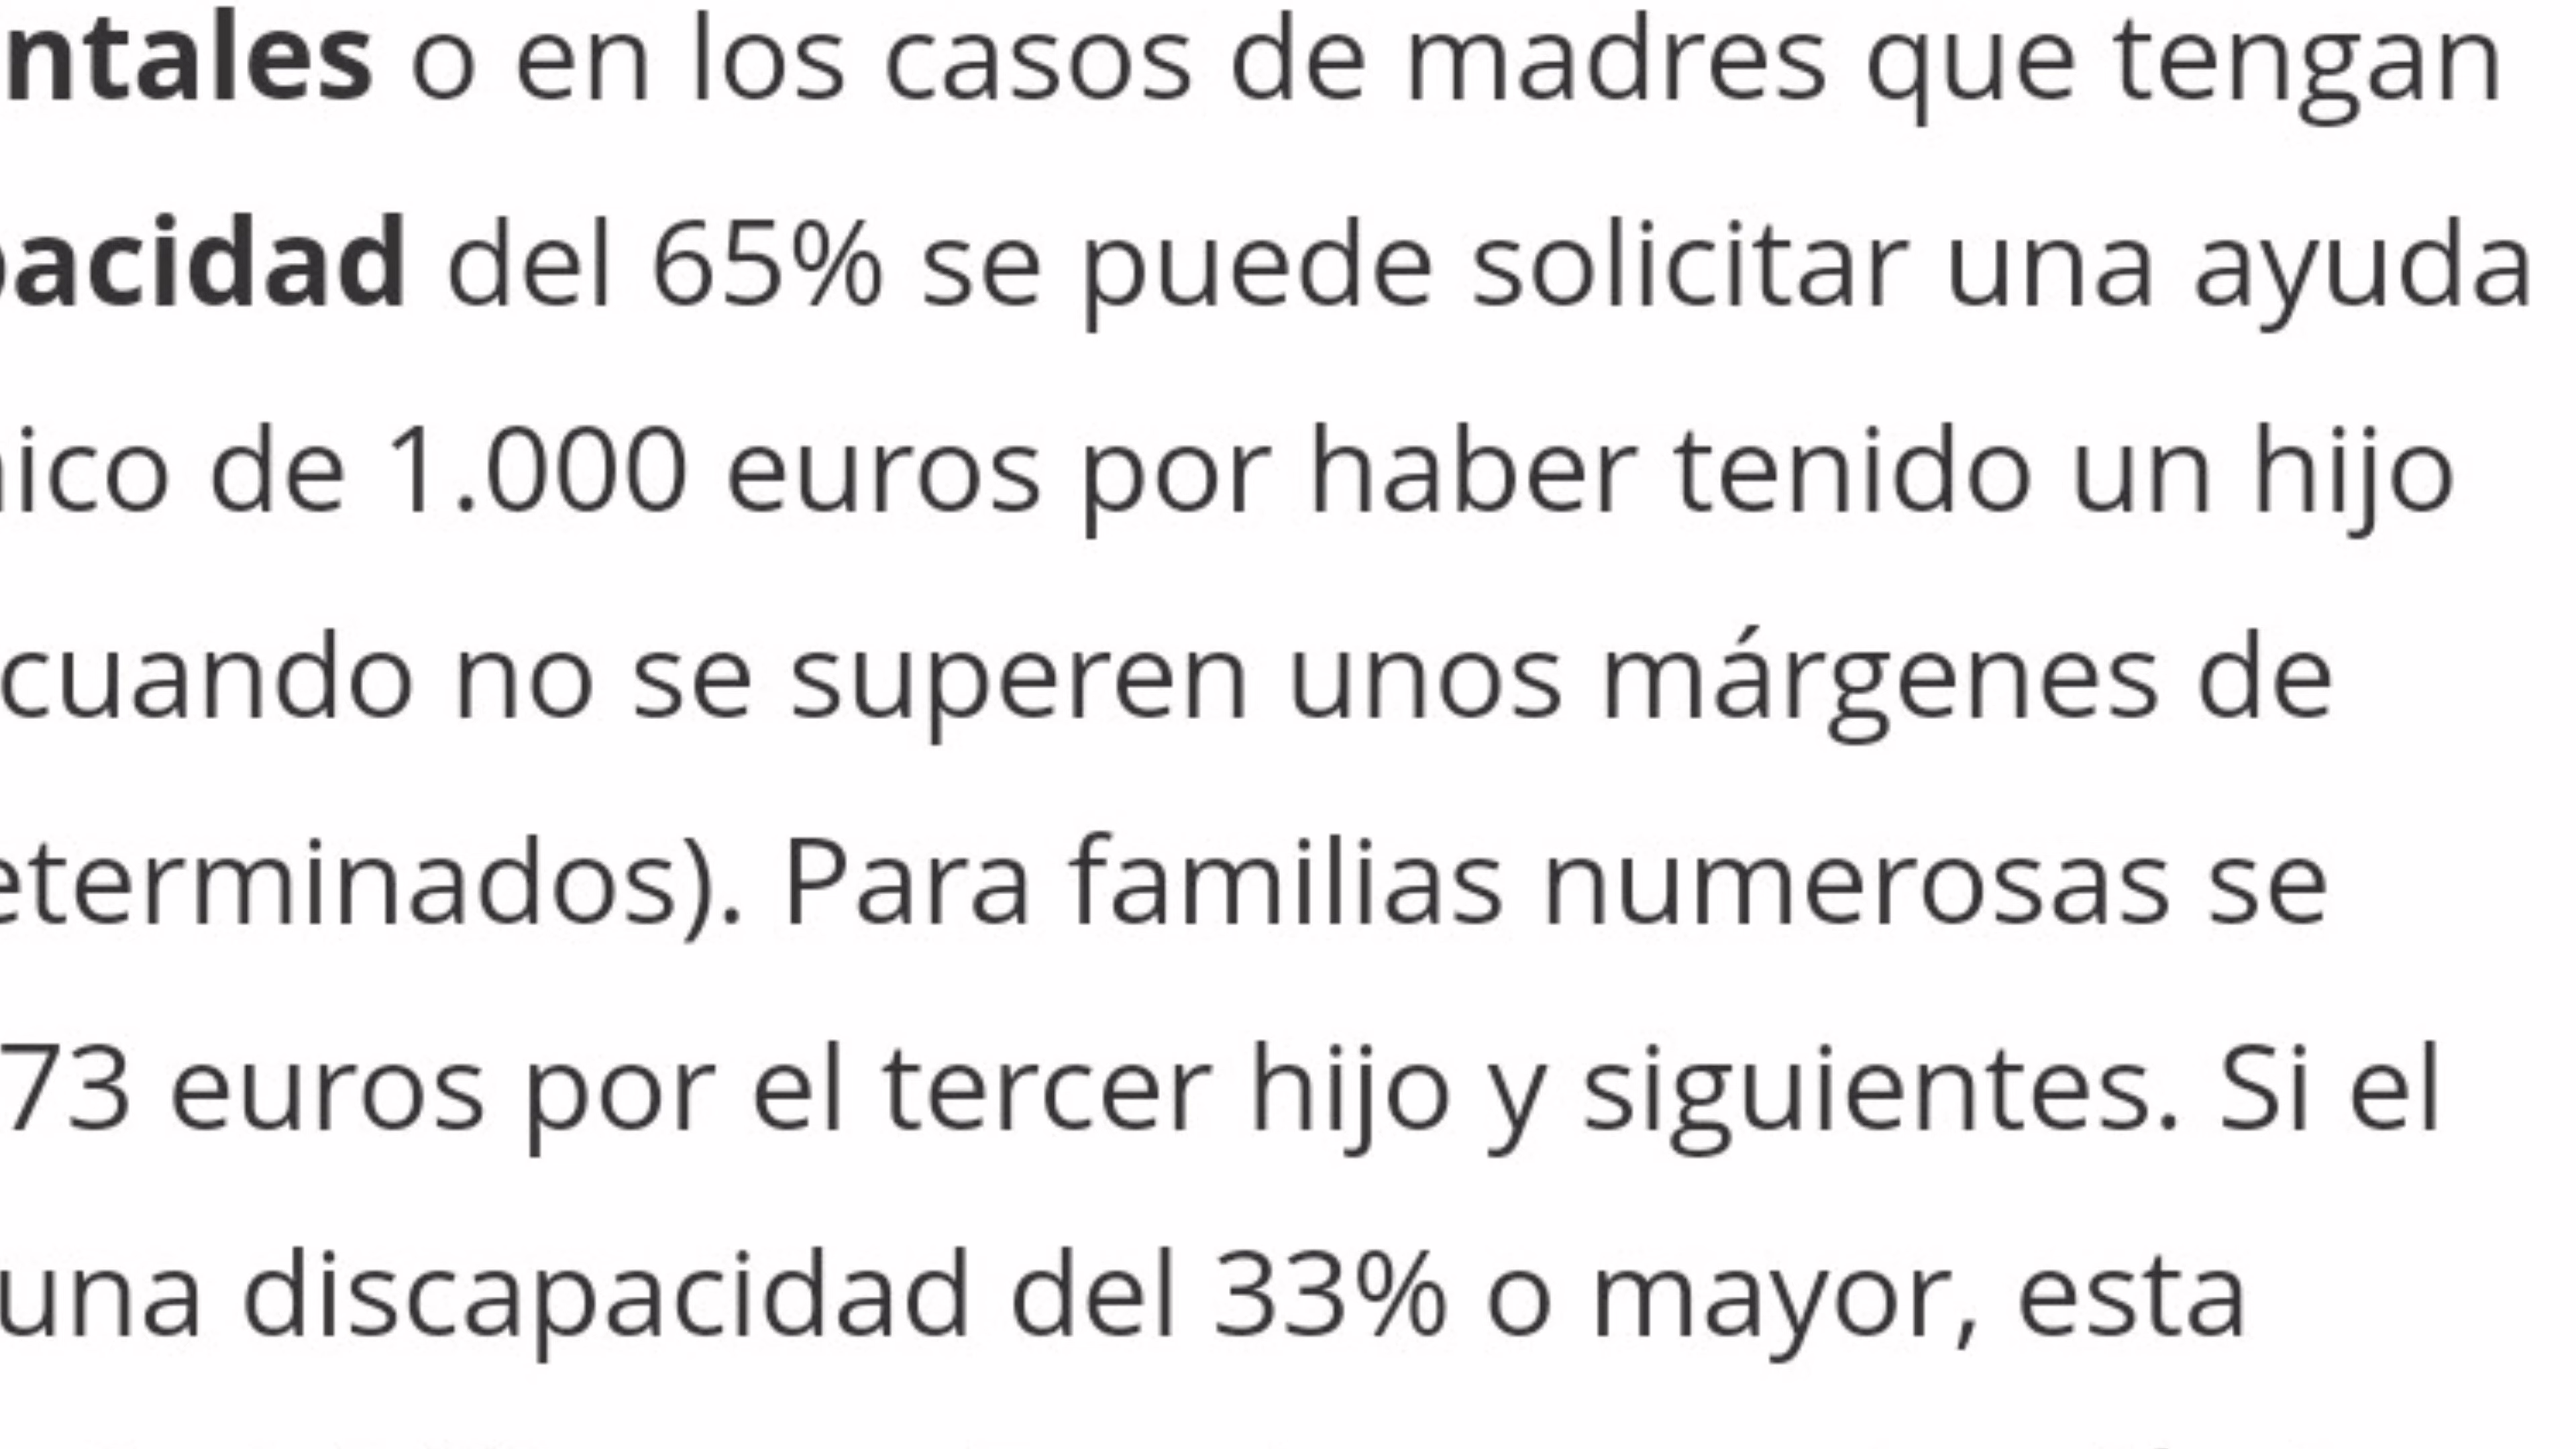 ntales o en los casos de madres que tengan
pacidad del 65% se puede solicitar una ayuda
nico de 1.000 euros por haber tenido un hijo
cuando no se superen unos márgenes de
eterminados). Para familias numerosas se
73 euros por el tercer hijo y siguientes. Si el
una discapacidad del 33% o mayor, esta